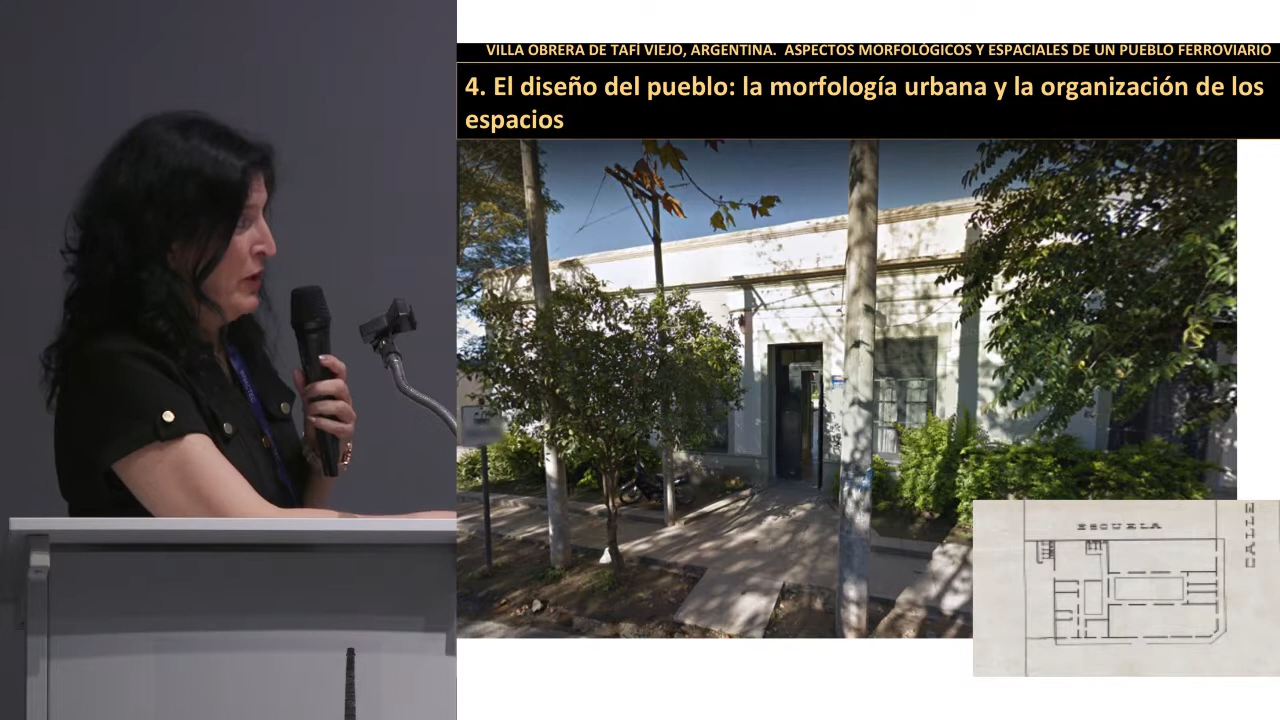 VILLA OBRERA DE TAFÍ VIEJO, ARGENTINA. ASPECTOS MORFOLÓGICOS Y ESPACIALES DE UN PUEBLO FERROVIARIO
4. El diseño del pueblo: la morfología urbana y la organización de los
espacios
ESCUELA
CALLE